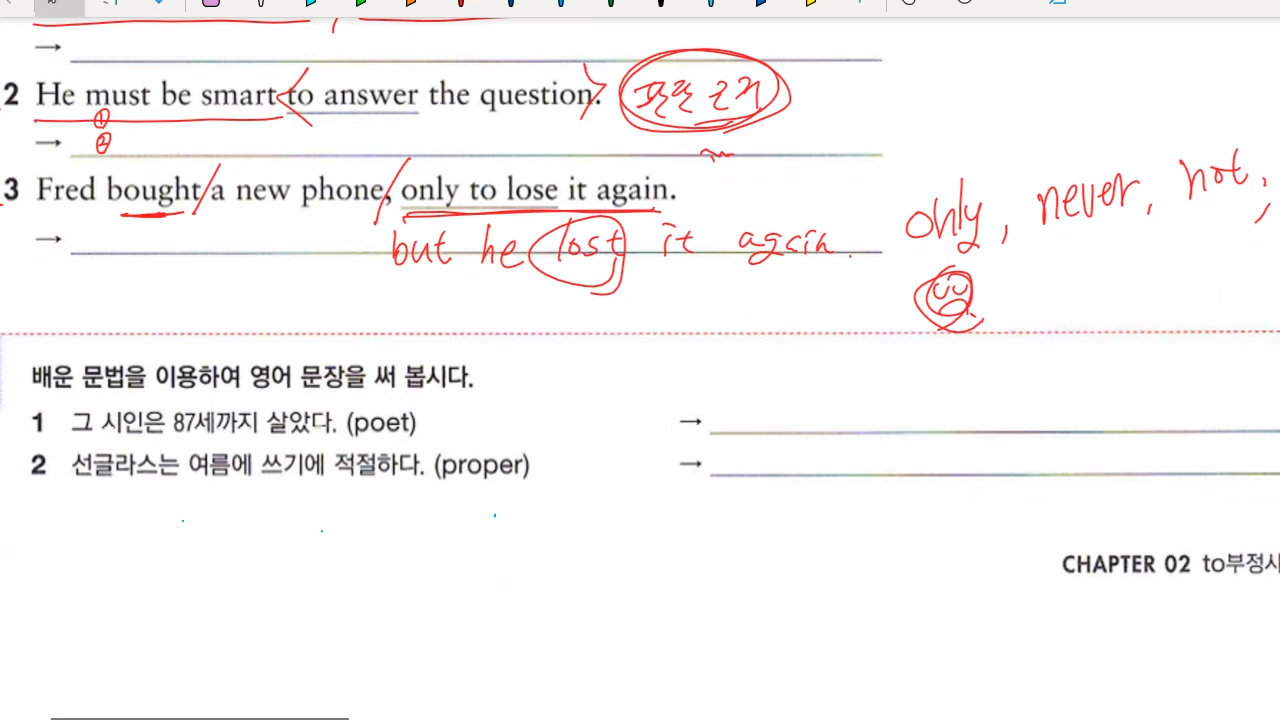 →
2 He must be smart to answer the question. 판단 근거
① 
→ ②
3 Fred bought a new phone, only to lose it again.
only, never, not,
→ but he lost it again.
배운 문법을 이용하여 영어 문장을 써 봅시다.
1 그 시인은 87세까지 살았다. (poet) →
2 선글라스는 여름에 쓰기에 적절하다. (proper) →
CHAPTER 02 to부정사